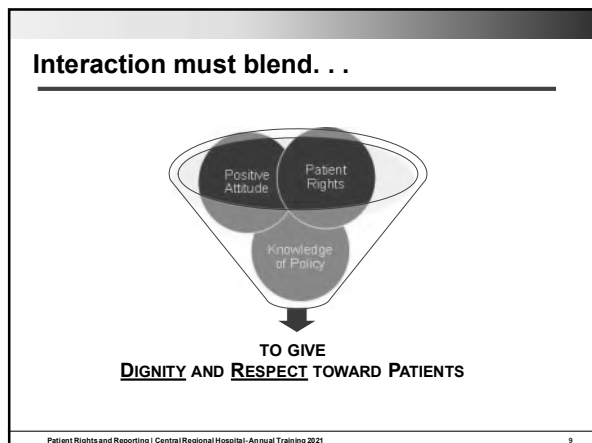 Interaction must blend. . .
Positive
Attitude
Patient
Rights
Knowledge
of Policy
TO GIVE
DIGNITY AND RESPECT TOWARD PATIENTS
Patient Rights and Reporting | Central Regional Hospital-Annual Training 2021
9